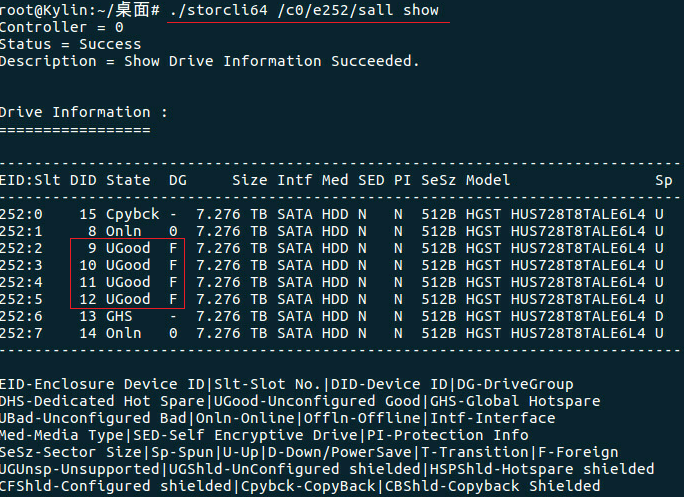 root@Kylin:~/桌面# ./storcli64 /c0/e252/sall show
Controller = 0
Status = Success
Description = Show Drive Information Succeeded.
Drive Information :
=================
--------------------------------------------------------------------------------
EID:Slt DID State  DG     Size Intf Med SED PI SeSz Model               Sp
--------------------------------------------------------------------------------
252:0    15 Cpybck -  7.276 TB SATA HDD N   N  512B HGST HUS728T8TALE6L4 U
252:1     8 Onln   0  7.276 TB SATA HDD N   N  512B HGST HUS728T8TALE6L4 U
252:2     9 UGood  F  7.276 TB SATA HDD N   N  512B HGST HUS728T8TALE6L4 U
252:3    10 UGood  F  7.276 TB SATA HDD N   N  512B HGST HUS728T8TALE6L4 U
252:4    11 UGood  F  7.276 TB SATA HDD N   N  512B HGST HUS728T8TALE6L4 U
252:5    12 UGood  F  7.276 TB SATA HDD N   N  512B HGST HUS728T8TALE6L4 U
252:6    13 GHS    -  7.276 TB SATA HDD N   N  512B HGST HUS728T8TALE6L4 D
252:7    14 Onln   0  7.276 TB SATA HDD N   N  512B HGST HUS728T8TALE6L4 U
--------------------------------------------------------------------------------
EID-Enclosure Device ID|Slt-Slot No.|DID-Device ID|DG-DriveGroup
DHS-Dedicated Hot Spare|UGood-Unconfigured Good|GHS-Global Hotspare
UBad-Unconfigured Bad|Onln-Online|Offln-Offline|Intf-Interface
Med-Media Type|SED-Self Encryptive Drive|PI-Protection Info
SeSz-Sector Size|Sp-Spun|U-Up|D-Down/PowerSave|T-Transition|F-Foreign
UGUnsp-Unsupported|UGShld-UnConfigured shielded|HSPShld-Hotspare shielded
CFShld-Configured shielded|Cpybck-CopyBack|CBShld-Copyback Shielded